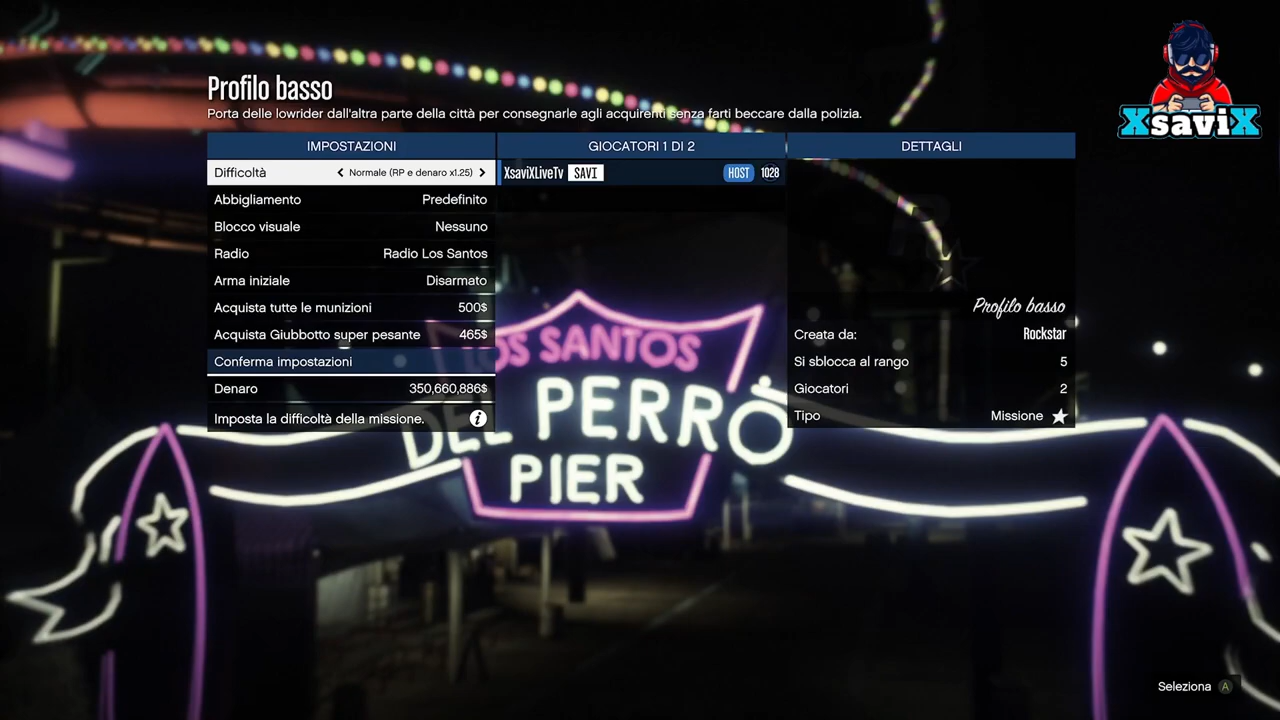 XsaviX
Profilo basso
Porta delle lowrider dall'altra parte della città per consegnarle agli acquirenti senza farti beccare dalla polizia.
IMPOSTAZIONI
Difficoltà Normale (RP e denaro x1.25)
Abbigliamento Predefinito
Blocco visuale Nessuno
Radio Radio Los Santos
Arma iniziale Disarmato
Acquista tutte le munizioni 500$
Acquista Giubbotto super pesante 465$
Conferma impostazioni
Denaro 350,660,886$
Imposta la difficoltà della missione.
GIOCATORI 1 DI 2
XsaviXLiveTv SAVI HOST 1028
DETTAGLI
Profilo basso
Creata da: Rockstar
Si sblocca al rango 5
Giocatori 2
Tipo Missione
LOS SANTOS
DEL PERRO
PIER
Seleziona A